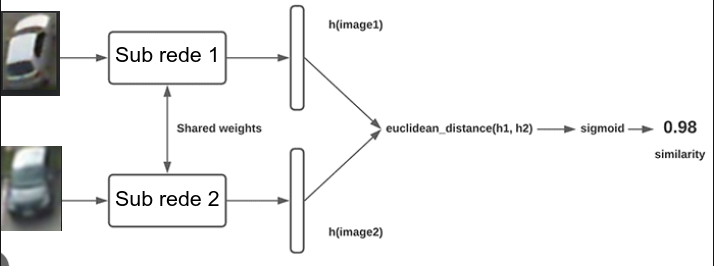 h(image1)
Sub rede 1
Shared weights
euclidean_distance(h1, h2)
sigmoid
0.98
similarity
Sub rede 2
h(image2)